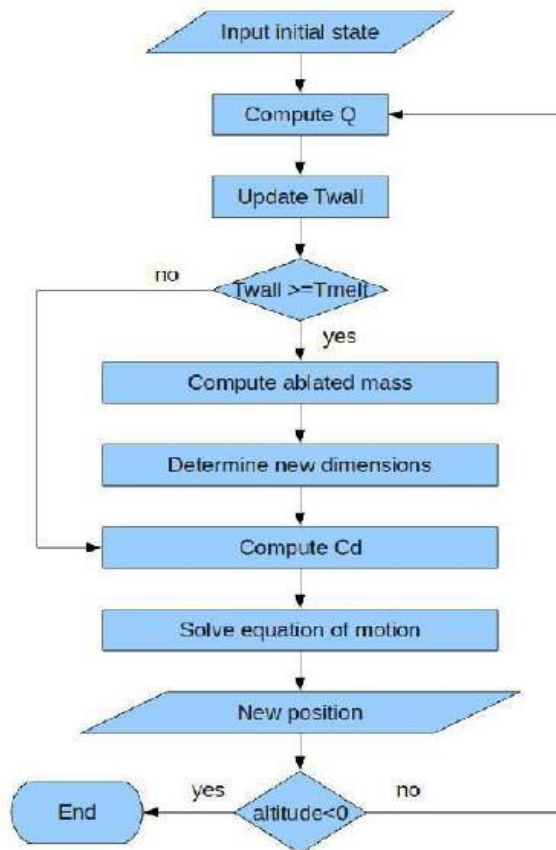 Input initial state
Compute Q
Update Twall
no
Twall >=Tmelt
yes
Compute ablated mass
Determine new dimensions
Compute Cd
Solve equation of motion
New position
End
yes
altitude<0
no